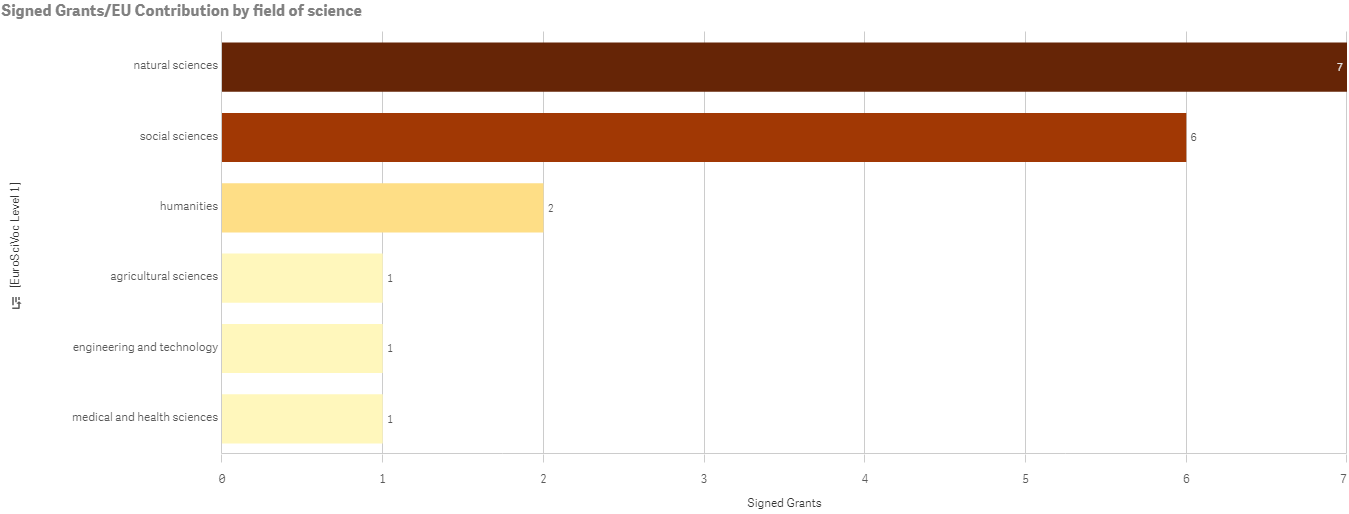 Signed Grants/EU Contribution by field of science
[EuroSciVoc Level 1]
natural sciences 7
social sciences 6
humanities 2
agricultural sciences 1
engineering and technology 1
medical and health sciences 1
0 1 2 3 4 5 6 7
Signed Grants